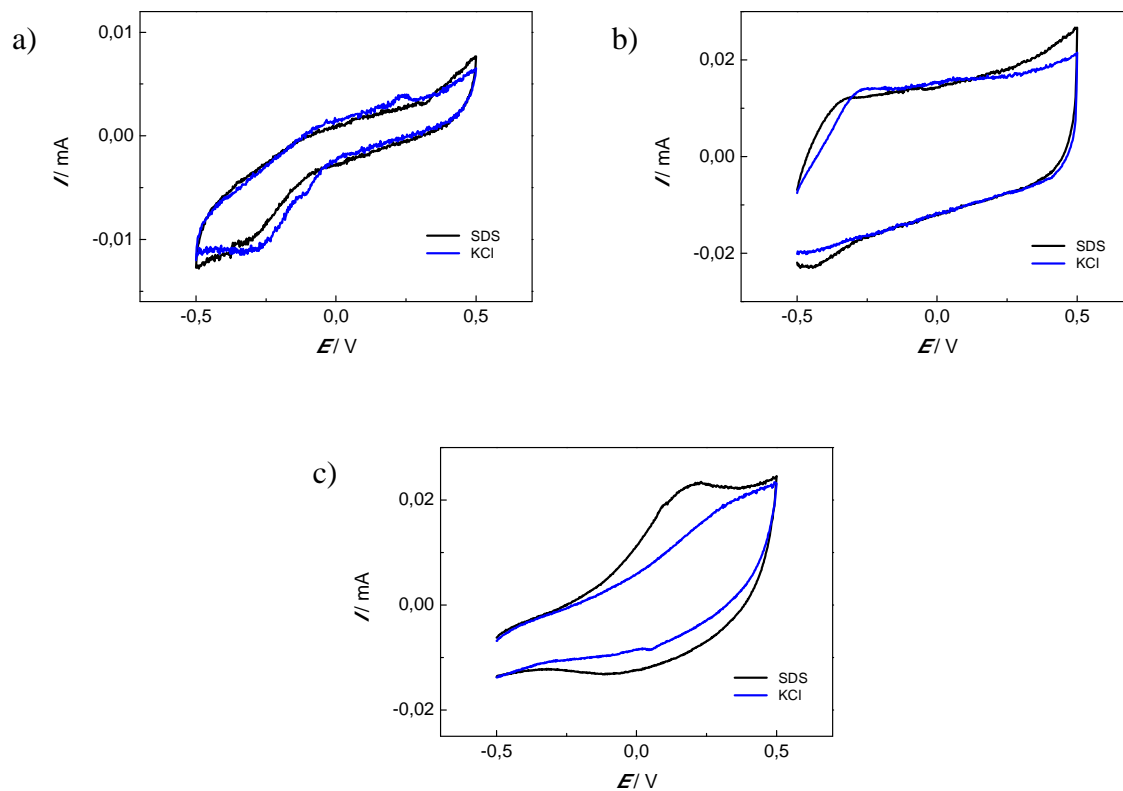 a)
0,01
0,00
-0,01
I/ mA
-0,5
0,0
0,5
E/ V
SDS
KCl
b)
0,02
0,00
-0,02
I/ mA
-0,5
0,0
0,5
E/ V
SDS
KCl
c)
0,02
0,00
-0,02
I/ mA
-0,5
0,0
0,5
E/ V
SDS
KCl